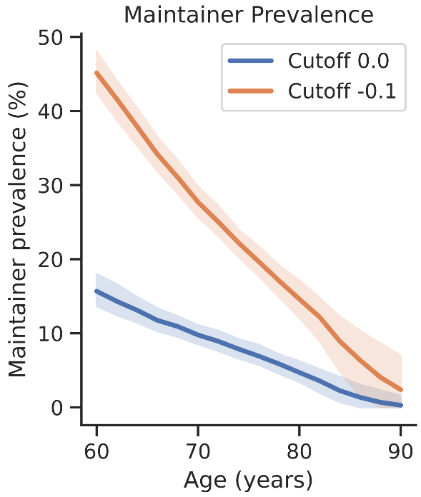 Maintainer Prevalence
Cutoff 0.0
Cutoff -0.1
Maintainer prevalence (%)
50
40
30
20
10
0
60 70 80 90
Age (years)